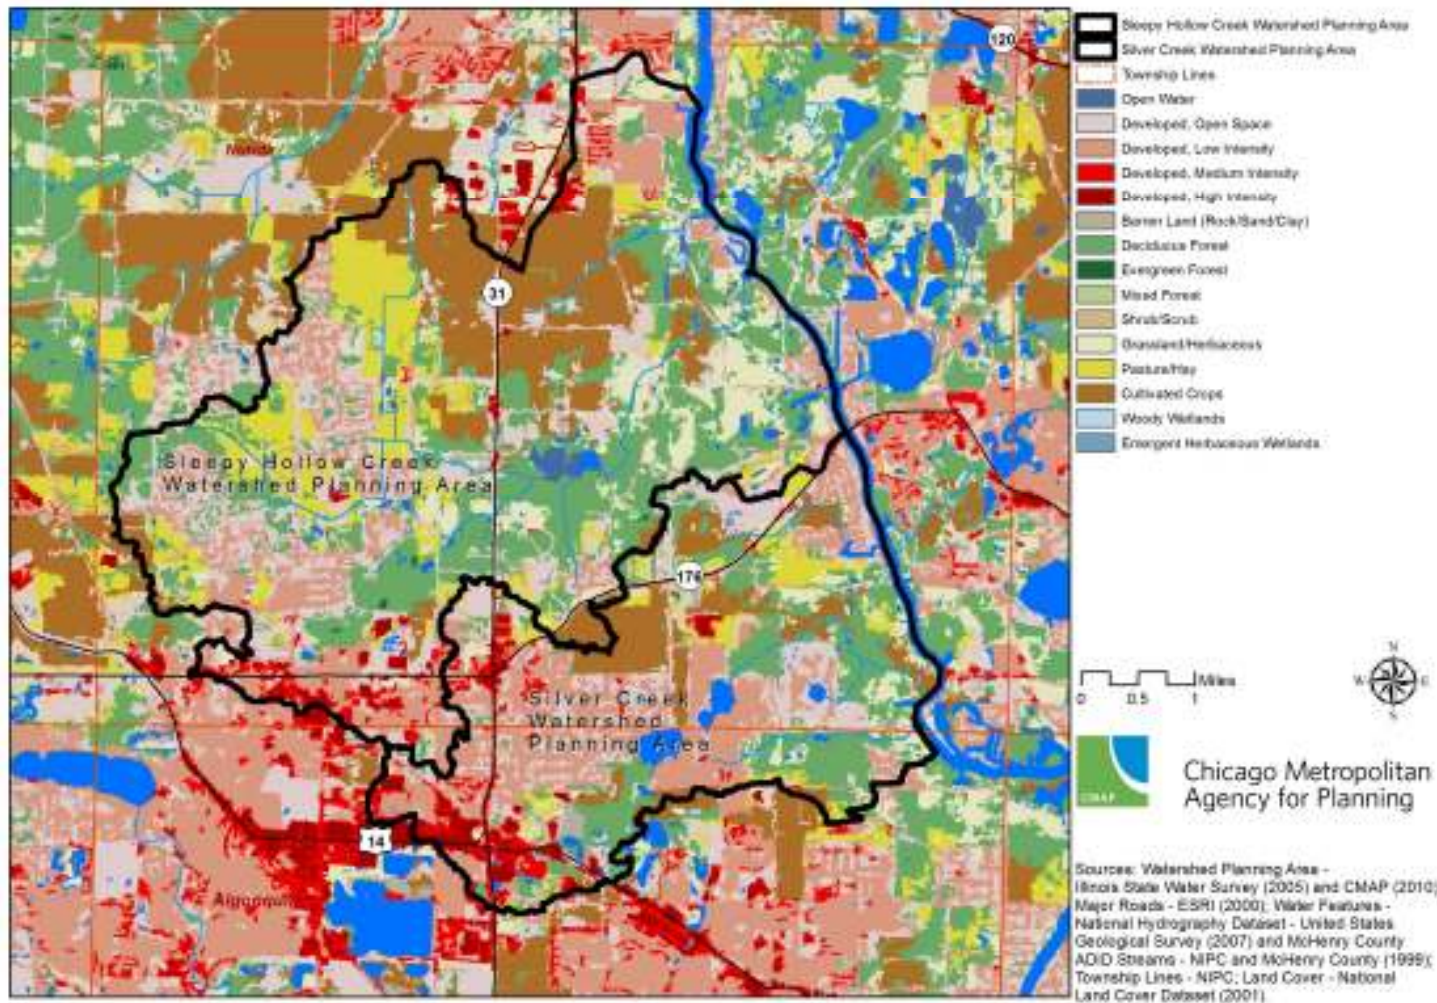 120
Nunda
31
Sleepy Hollow Creek
Watershed Planning Area
176
Silver Creek
Watershed
Planning Area
14
Algonquin
Sleepy Hollow Creek Watershed Planning Area
Silver Creek Watershed Planning Area
Township Lines
Open Water
Developed, Open Space
Developed, Low Intensity
Developed, Medium Intensity
Developed, High Intensity
Barren Land (Rock/Sand/Clay)
Deciduous Forest
Evergreen Forest
Mixed Forest
Shrub/Scrub
Grassland/Herbaceous
Pasture/Hay
Cultivated Crops
Woody Wetlands
Emergent Herbaceous Wetlands
Miles
0 0.5 1
N
W E
S
CMAP
Chicago Metropolitan
Agency for Planning
Sources: Watershed Planning Area -
Illinois State Water Survey (2005) and CMAP (2010);
Major Roads - ESRI (2000); Water Features -
National Hydrography Dataset - United States
Geological Survey (2007) and McHenry County
ADID Streams - NIPC and McHenry County (1999);
Township Lines - NIPC; Land Cover - National
Land Cover Dataset (2001)